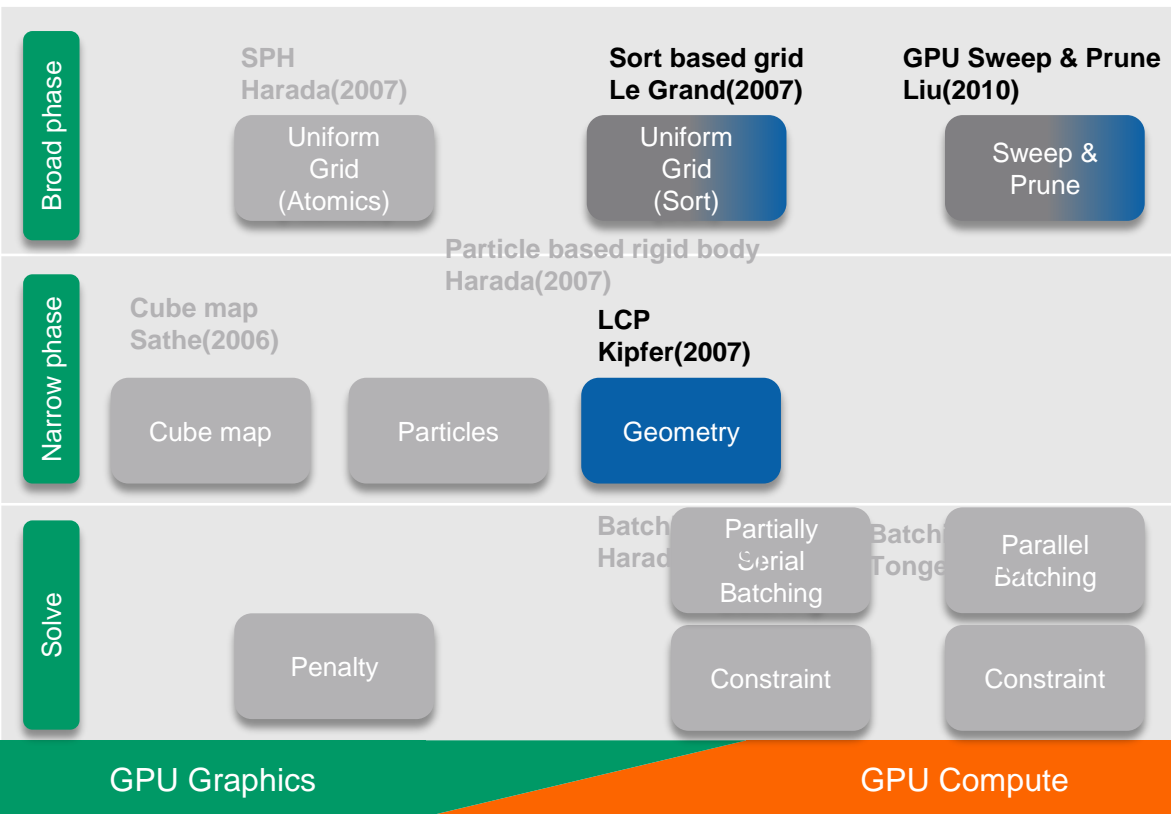 Broad phase
SPH
Harada(2007)
Uniform
Grid
(Atomics)
Sort based grid
Le Grand(2007)
Uniform
Grid
(Sort)
GPU Sweep & Prune
Liu(2010)
Sweep &
Prune
Particle based rigid body
Harada(2007)
Narrow phase
Cube map
Sathe(2006)
Cube map
Particles
LCP
Kipfer(2007)
Geometry
Solve
Penalty
Partially
Serial
Batching
Constraint
Parallel
Batching
Constraint
GPU Graphics
GPU Compute